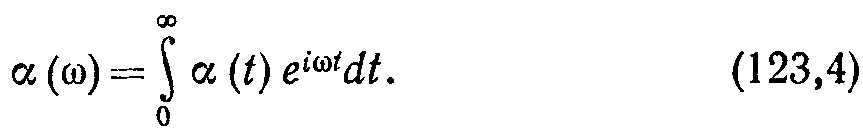 α (ω) = ∫₀^∞ α (t) e^{iωt} dt. (123,4)